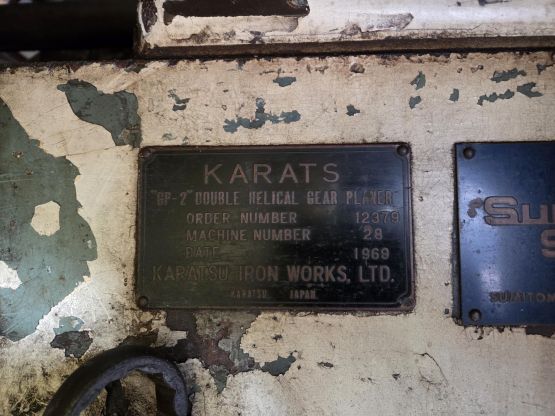 KARATS
"GP-2" DOUBLE HELICAL GEAR PLANER
ORDER NUMBER 12379
MACHINE NUMBER 28
DATE 1969
KARATSU IRON WORKS, LTD.
KARATSU JAPAN.